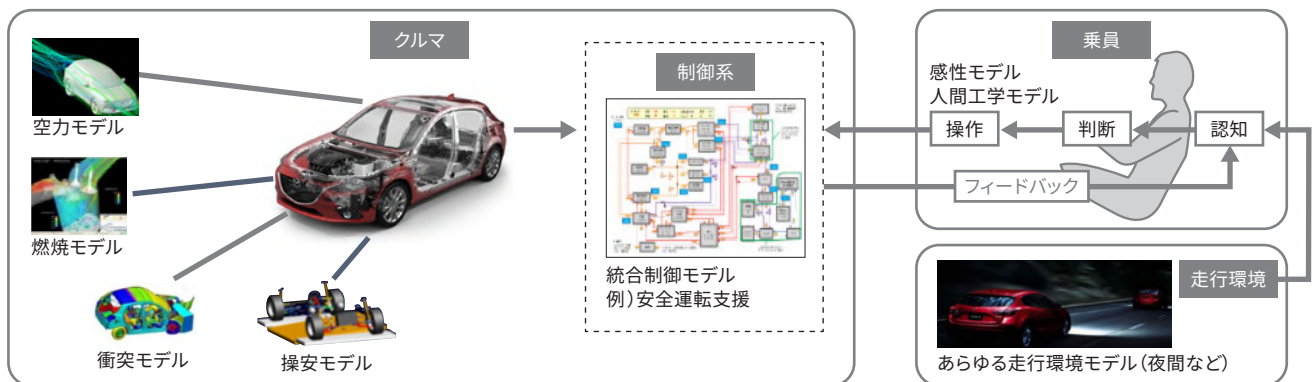 クルマ
空力モデル
燃焼モデル
衝突モデル
操安モデル
制御系
統合制御モデル
例）安全運転支援
乗員
感性モデル
人間工学モデル
操作
判断
認知
フィードバック
走行環境
あらゆる走行環境モデル（夜間など）